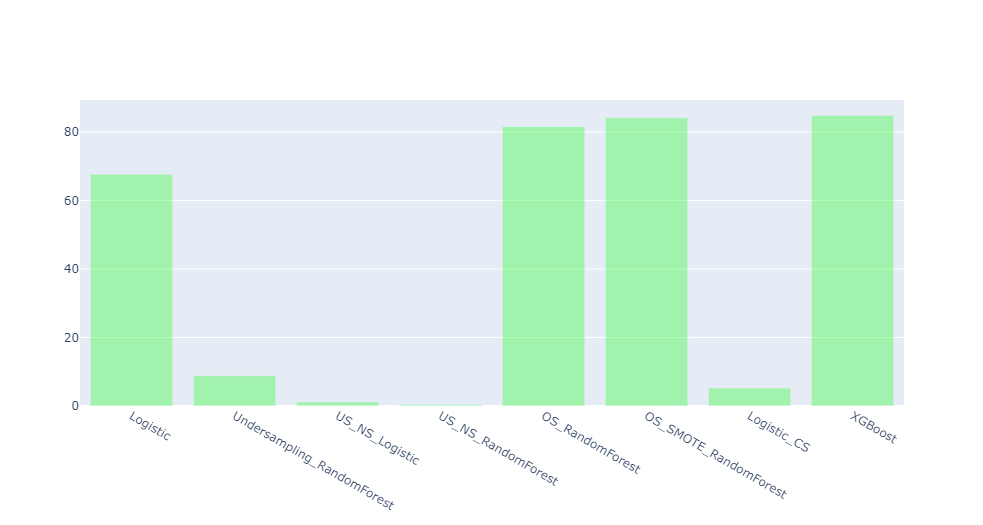 80
60
40
20
0
Logistic
Undersampling_RandomForest
US_NS_Logistic
US_NS_RandomForest
OS_RandomForest
OS_SMOTE_RandomForest
Logistic_CS
XGBoost